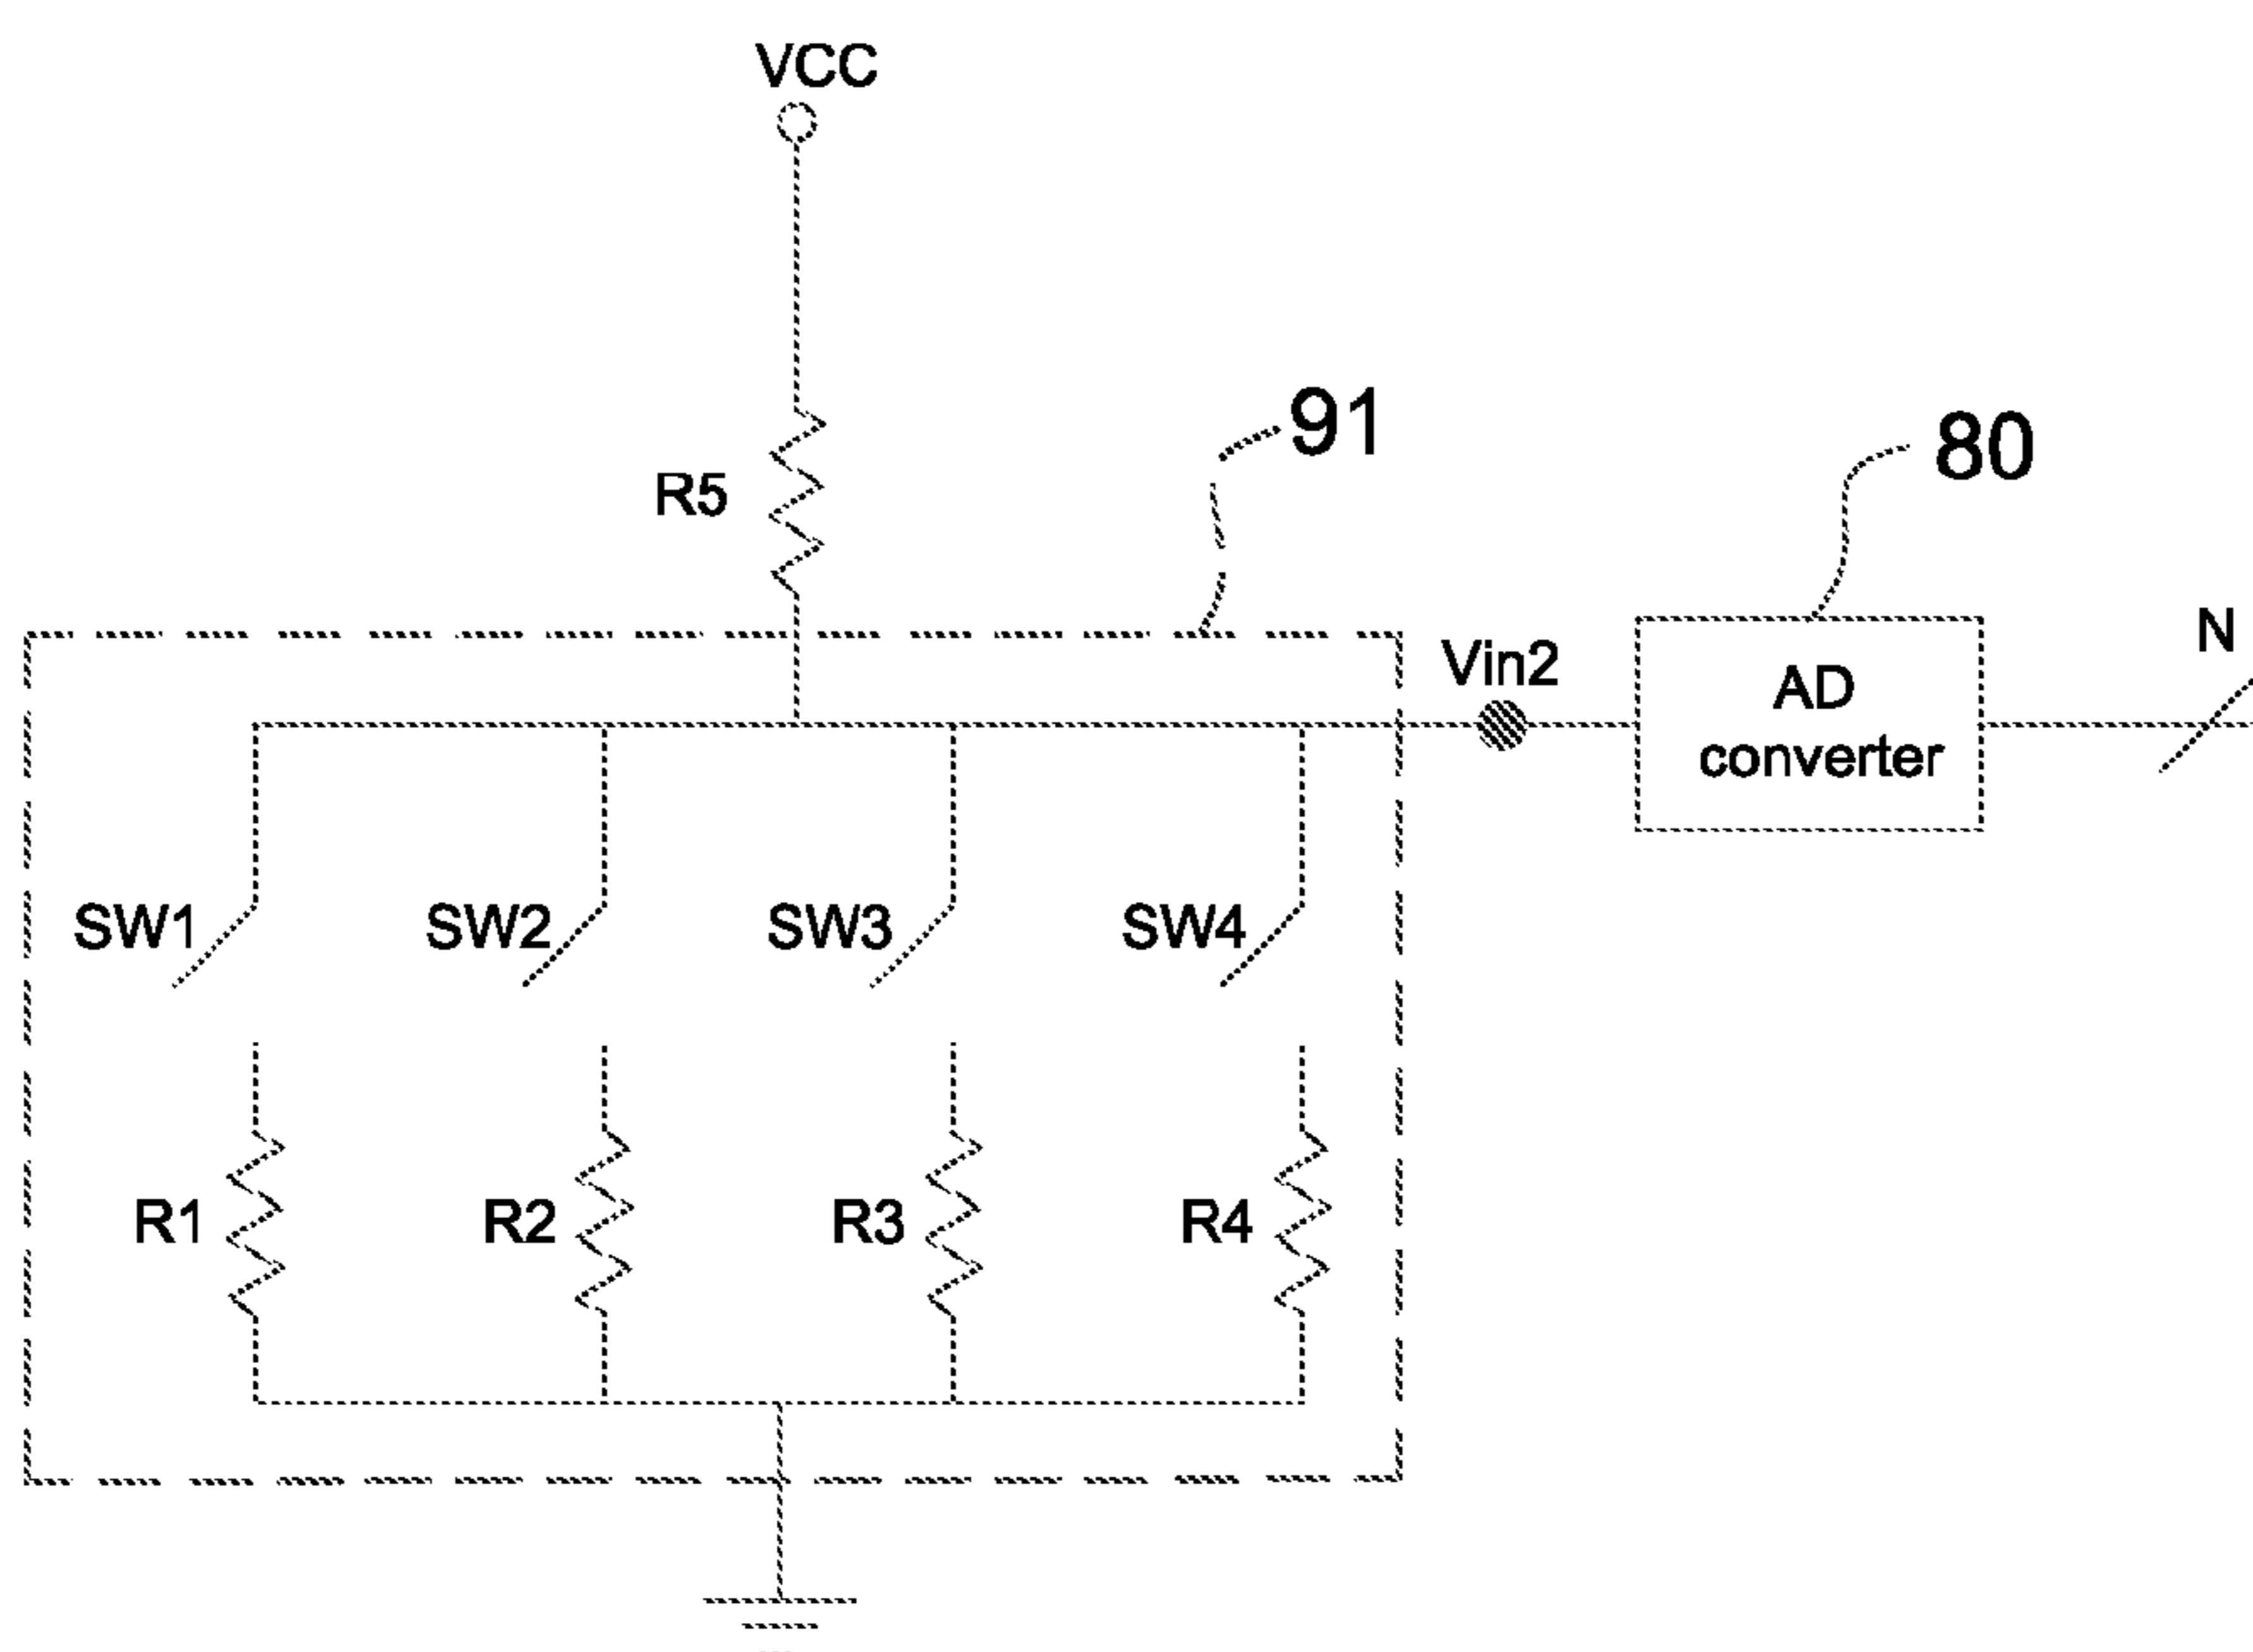 VCC
R5
91
80
Vin2
AD
converter
N
SW1
SW2
SW3
SW4
R1
R2
R3
R4